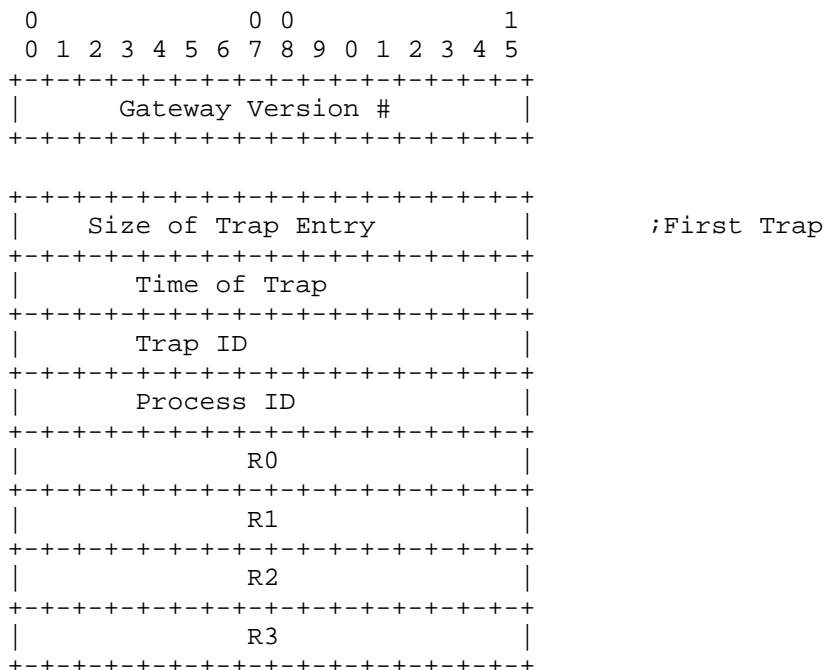 0             0 0             1
 0 1 2 3 4 5 6 7 8 9 0 1 2 3 4 5
+-+-+-+-+-+-+-+-+-+-+-+-+-+-+-+-+
|      Gateway Version #        |
+-+-+-+-+-+-+-+-+-+-+-+-+-+-+-+-+

+-+-+-+-+-+-+-+-+-+-+-+-+-+-+-+-+
|    Size of Trap Entry         |       ;First Trap
+-+-+-+-+-+-+-+-+-+-+-+-+-+-+-+-+
|       Time of Trap            |
+-+-+-+-+-+-+-+-+-+-+-+-+-+-+-+-+
|       Trap ID                 |
+-+-+-+-+-+-+-+-+-+-+-+-+-+-+-+-+
|       Process ID              |
+-+-+-+-+-+-+-+-+-+-+-+-+-+-+-+-+
|              R0               |
+-+-+-+-+-+-+-+-+-+-+-+-+-+-+-+-+
|              R1               |
+-+-+-+-+-+-+-+-+-+-+-+-+-+-+-+-+
|              R2               |
+-+-+-+-+-+-+-+-+-+-+-+-+-+-+-+-+
|              R3               |
+-+-+-+-+-+-+-+-+-+-+-+-+-+-+-+-+